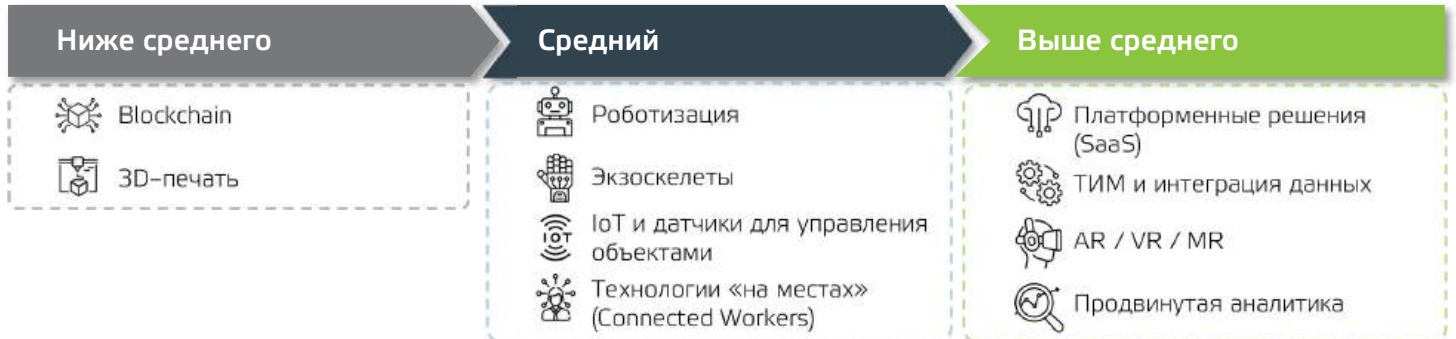 Ниже среднего
Blockchain
3D-печать
Средний
Роботизация
Экзоскелеты
IoT и датчики для управления
объектами
IOT
Технологии «на местах»
(Connected Workers)
Выше среднего
Платформенные решения
(SaaS)
ТИМ и интеграция данных
AR / VR / MR
Продвинутая аналитика